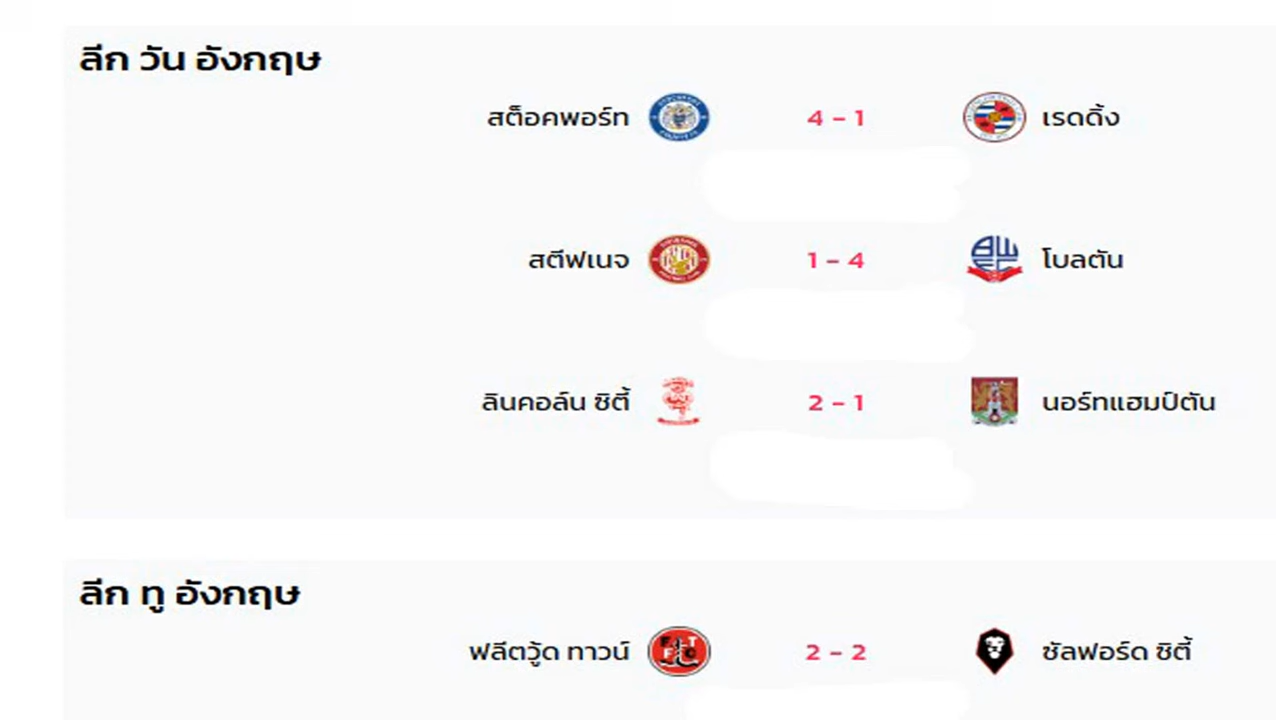 ลีก วัน อังกฤษ
สต็อคพอร์ท 4 - 1 เรดดิ้ง
สตีฟเนจ 1 - 4 โบลตัน
ลินคอล์น ซิตี้ 2 - 1 นอร์ทแฮมป์ตัน
ลีก ทู อังกฤษ
ฟลีตวู้ด ทาวน์ 2 - 2 ซัลฟอร์ด ซิตี้